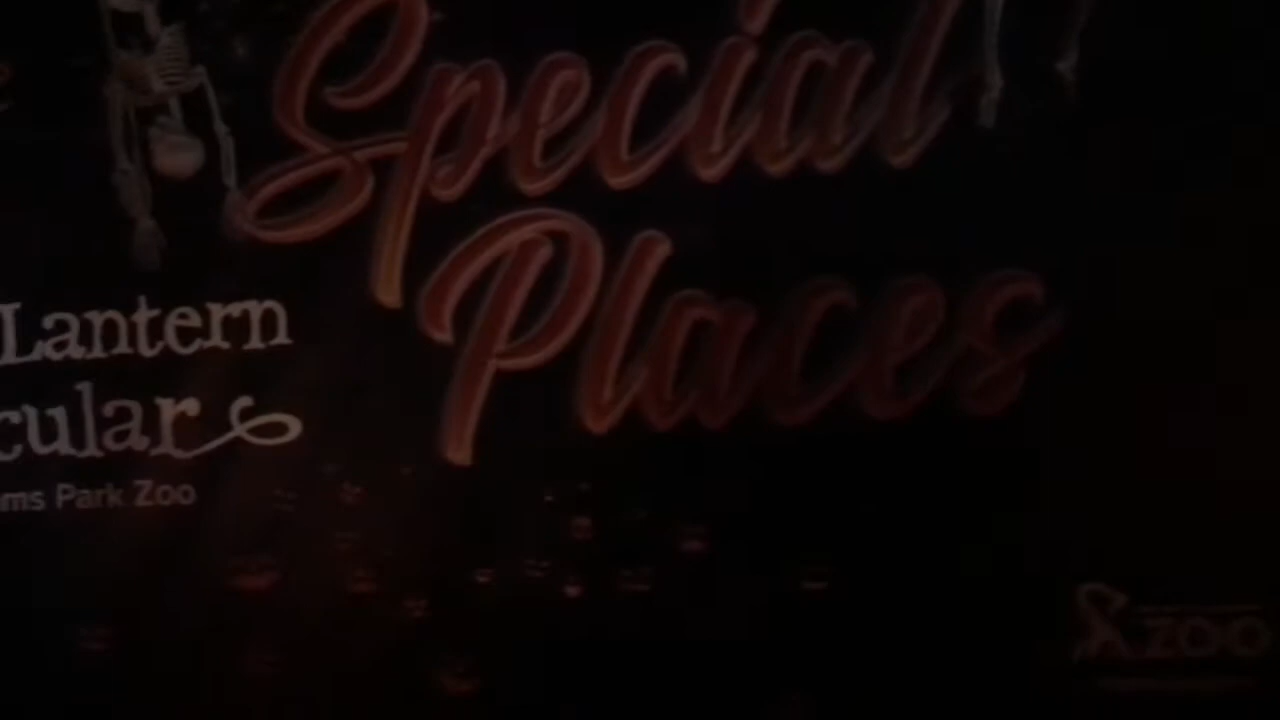 Special
Places
Lantern
cular
ms Park Zoo
ZOO